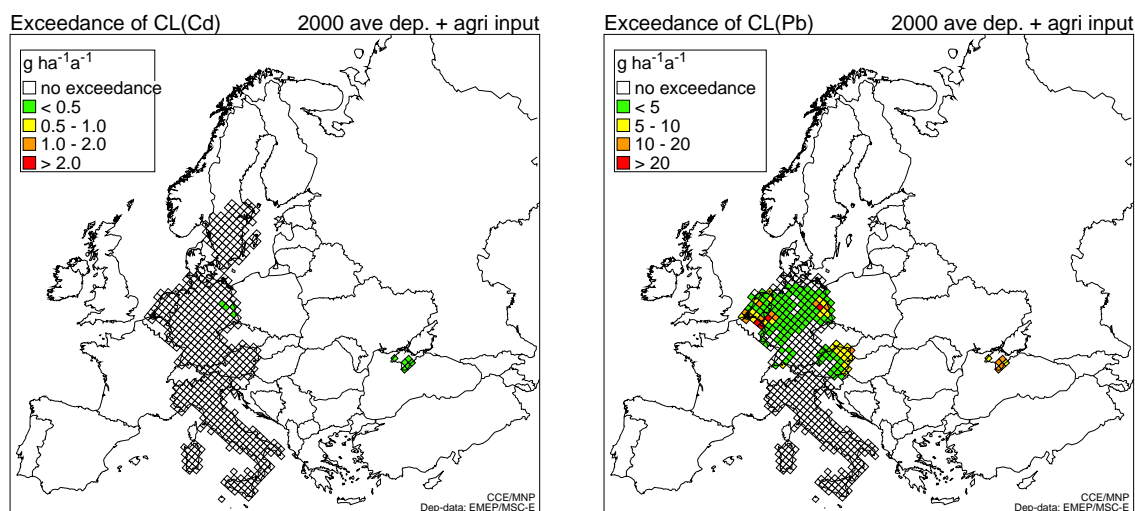 Exceedance of CL(Cd) 2000 ave dep. + agri input
g ha⁻¹a⁻¹
no exceedance
< 0.5
0.5 - 1.0
1.0 - 2.0
> 2.0
CCE/MNP
Dep-data: EMEP/MSC-E
Exceedance of CL(Pb) 2000 ave dep. + agri input
g ha⁻¹a⁻¹
no exceedance
< 5
5 - 10
10 - 20
> 20
CCE/MNP
Dep-data: EMEP/MSC-E